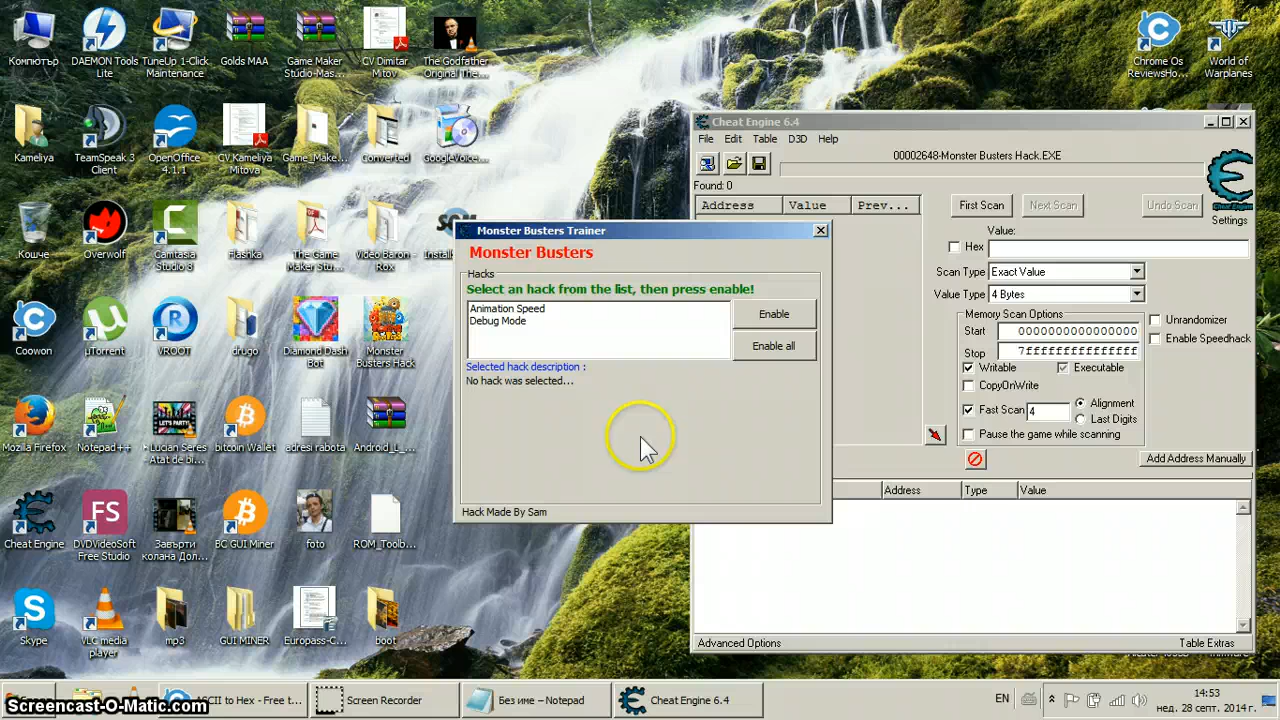 Компютър
DAEMON Tools
Lite
TuneUp 1-Click
Maintenance
Golds MAA
Game Maker
Studio-Mas...
CV Dimitar
Mitov
The Godfather
Original The...
Chrome Os
ReviewsHo...
World of
Warplanes
Kameliya
TeamSpeak 3
Client
OpenOffice
4.1.1
CV Kameliya
Mitova
Game_Make...
Converted
GoogleVoice...
Кошче
Overwolf
Camtasia
Studio 8
Flashka
The Game
Maker Stu...
Video Baron -
Rox
Coowon
µTorrent
VROOT
drugo
Diamond Dash
Bot
Monster
Busters Hack
Mozilla Firefox
Notepad++
LET'S PARTY!
Lucian Seres
Atat de bi...
bitcoin Wallet
adresi rabota
Android_L_...
Cheat Engine
FS
DVDVideoSoft
Free Studio
Завърти
колана Дол...
BC GUI Miner
foto
ROM_Toolb...
Skype
VLC media
player
mp3
GUI MINER
Europass-C...
boot
Cheat Engine 6.4
File Edit Table D3D Help
00002648-Monster Busters Hack.EXE
Found: 0
Address Value Prev...
First Scan Next Scan Undo Scan
Settings
Value:
Hex
Scan Type Exact Value
Value Type 4 Bytes
Memory Scan Options
Start 0000000000000000
Stop 7fffffffffffffff
Executable
CopyOnWrite
Fast Scan 4 Alignment
Last Digits
Pause the game while scanning
Unrandomizer
Enable Speedhack
Add Address Manually
Address Type Value
Advanced Options Table Extras
Monster Busters Trainer
Monster Busters
Hacks
Select an hack from the list, then press enable!
Animation Speed
Debug Mode
Enable
Enable all
Selected hack description :
No hack was selected...
Hack Made By Sam
ASCII to Hex - Free t...
Screen Recorder
Без име – Notepad
Cheat Engine 6.4
EN
14:53
нед. 28 септ. 2014 г.
Screencast-O-Matic.com